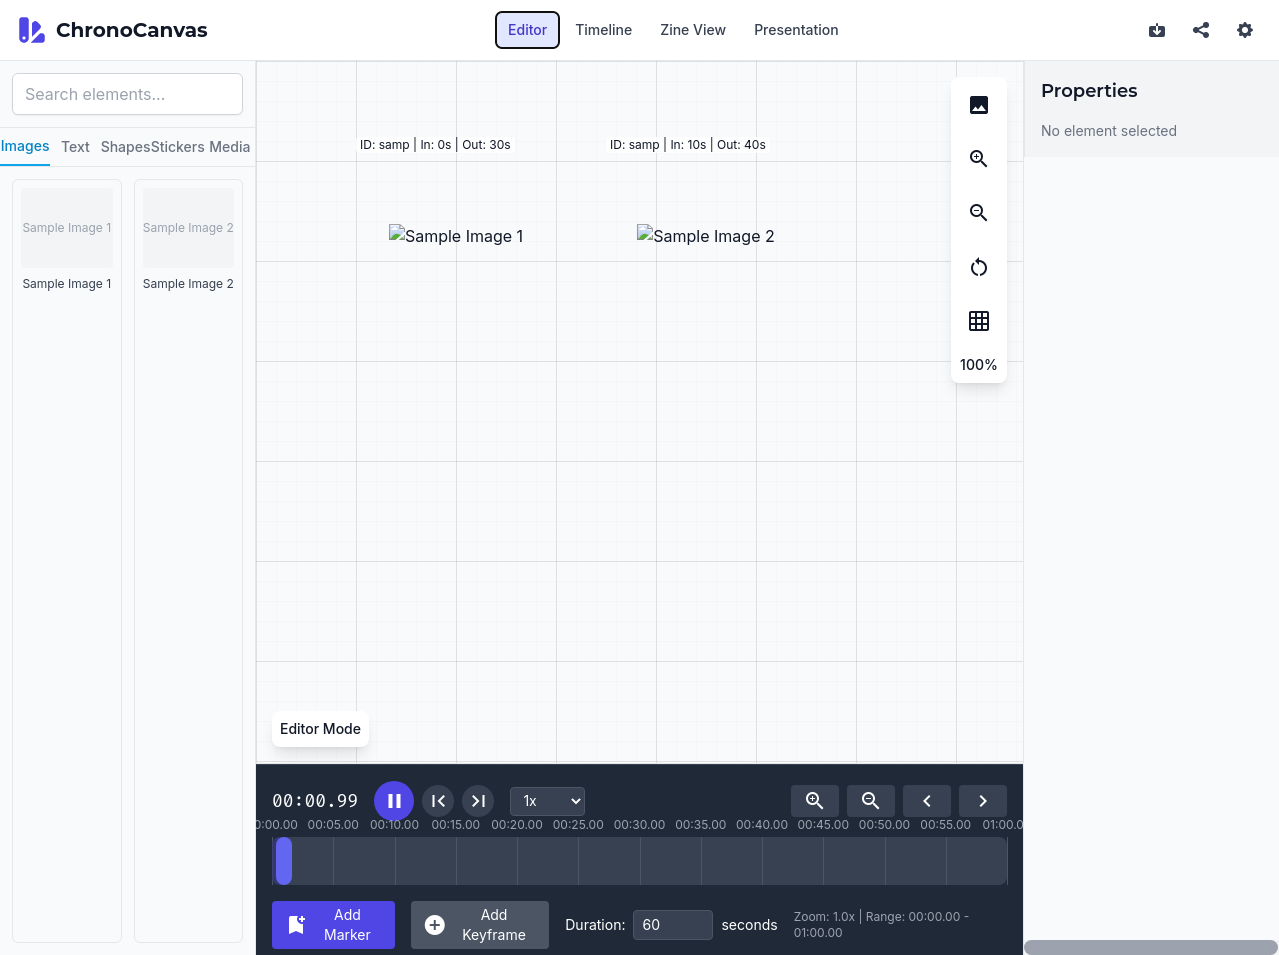 ChronoCanvas
Editor Timeline Zine View Presentation
Search elements...
Images Text Shapes Stickers Media
Sample Image 1 Sample Image 2
Sample Image 1 Sample Image 2
ID: samp | In: 0s | Out: 30s ID: samp | In: 10s | Out: 40s
Sample Image 1 Sample Image 2
100%
Editor Mode
Properties
No element selected
00:00.99 1x
0:00.00 00:05.00 00:10.00 00:15.00 00:20.00 00:25.00 00:30.00 00:35.00 00:40.00 00:45.00 00:50.00 00:55.00 01:00.0
Add
Marker
Add
Keyframe
Duration: 60 seconds
Zoom: 1.0x | Range: 00:00.00 -
01:00.00